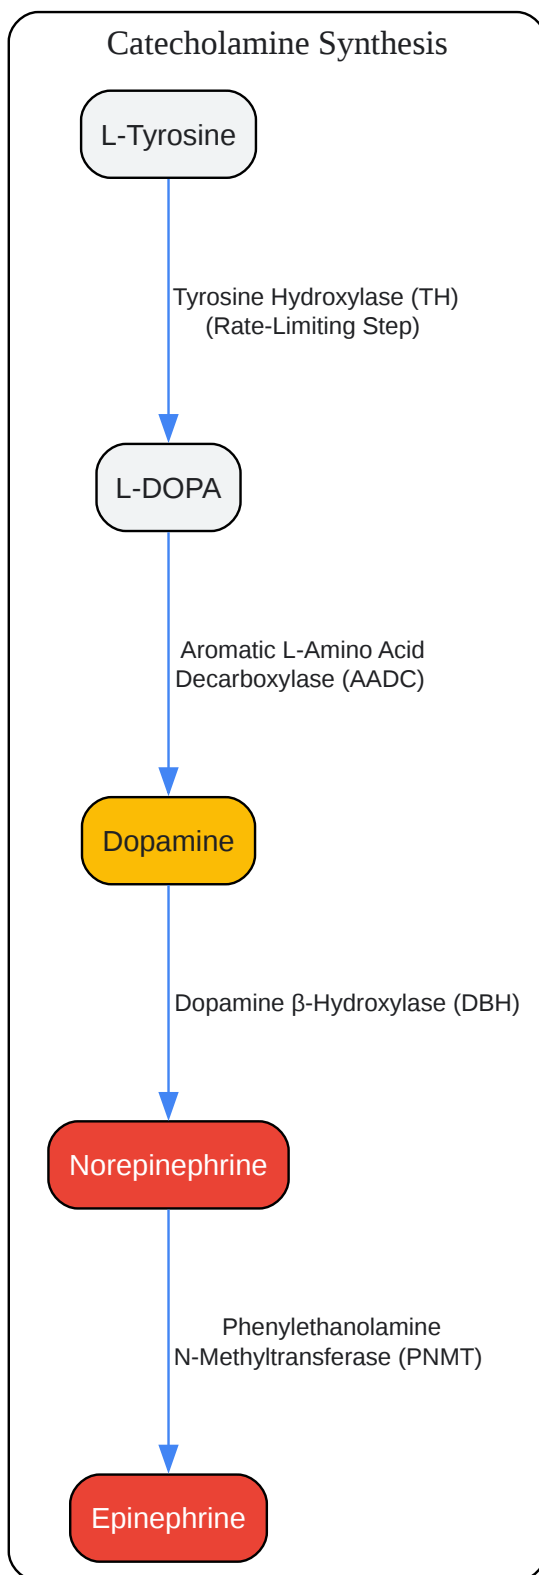 Catecholamine Synthesis
L-Tyrosine
Tyrosine Hydroxylase (TH)
(Rate-Limiting Step)
L-DOPA
Aromatic L-Amino Acid
Decarboxylase (AADC)
Dopamine
Dopamine β-Hydroxylase (DBH)
Norepinephrine
Phenylethanolamine
N-Methyltransferase (PNMT)
Epinephrine